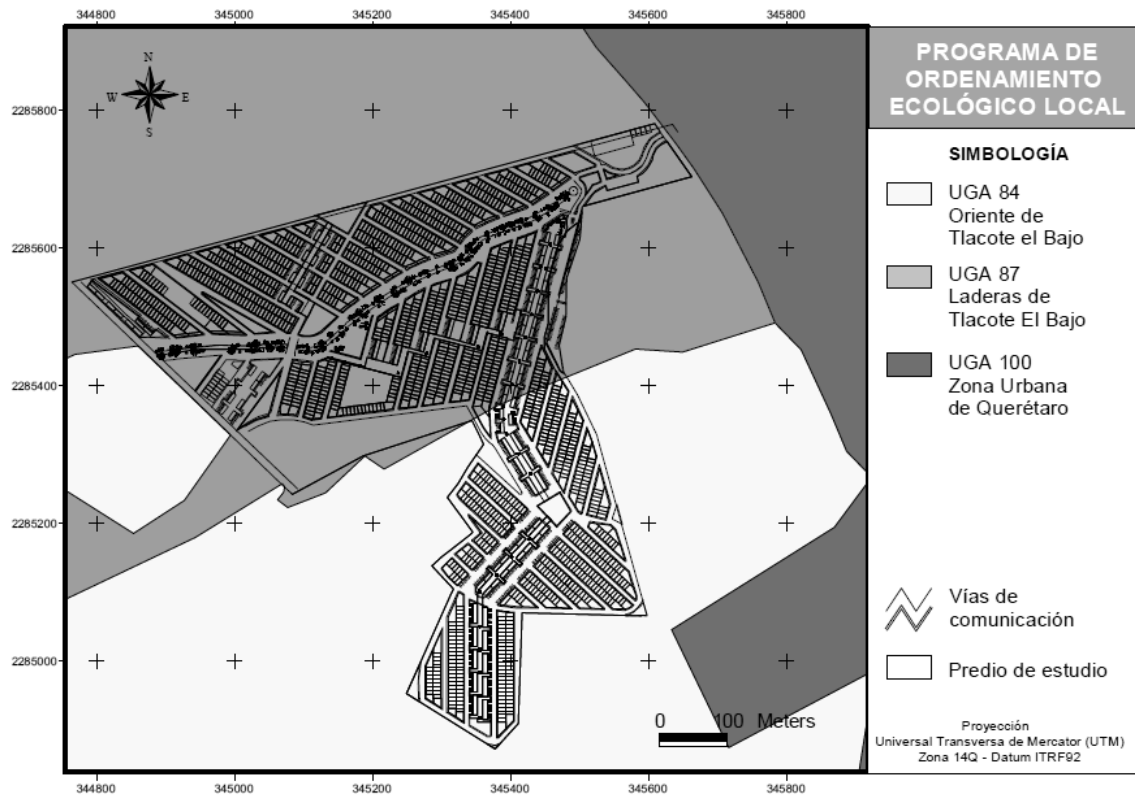 344800 345000 345200 345400 345600 345800
PROGRAMA DE
ORDENAMIENTO
ECOLÓGICO LOCAL
N
W E
S
2285800
2285600
2285400
2285200
2285000
SIMBOLOGÍA
UGA 84
Oriente de
Tlacote el Bajo
UGA 87
Laderas de
Tlacote El Bajo
UGA 100
Zona Urbana
de Querétaro
Vías de
comunicación
Predio de estudio
0 100 Meters
Proyección
Universal Transversa de Mercator (UTM)
Zona 14Q - Datum ITRF92
344800 345000 345200 345400 345600 345800